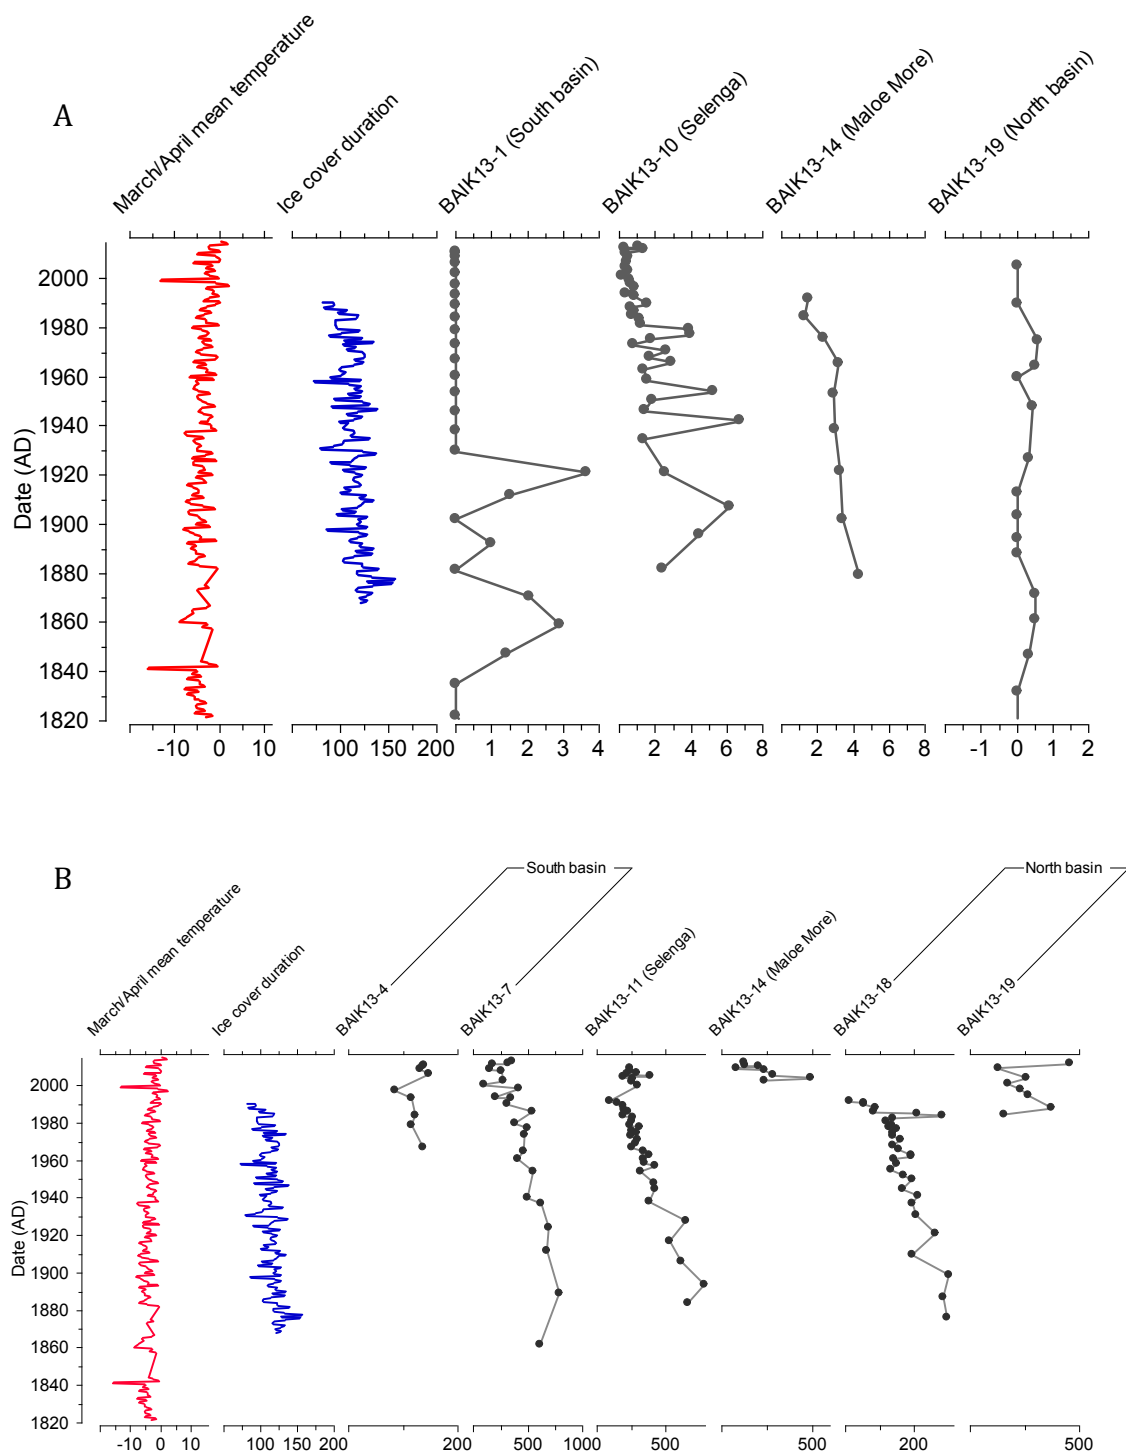 A
March/April mean temperature
Ice cover duration
BAIK13-1 (South basin)
BAIK13-10 (Selenga)
BAIK13-14 (Maloe More)
BAIK13-19 (North basin)
Date (AD)
2000
1980
1960
1940
1920
1900
1880
1860
1840
1820
-10 0 10
100 150 200
0 1 2 3 4
0 2 4 6 8
2 4 6 8
-1 0 1 2
B
South basin
North basin
March/April mean temperature
Ice cover duration
BAIK13-4
BAIK13-7
BAIK13-11 (Selenga)
BAIK13-14 (Maloe More)
BAIK13-18
BAIK13-19
Date (AD)
2000
1980
1960
1940
1920
1900
1880
1860
1840
1820
-10 0 10
50 100 150 200
200
500 1000
500
500
200
500